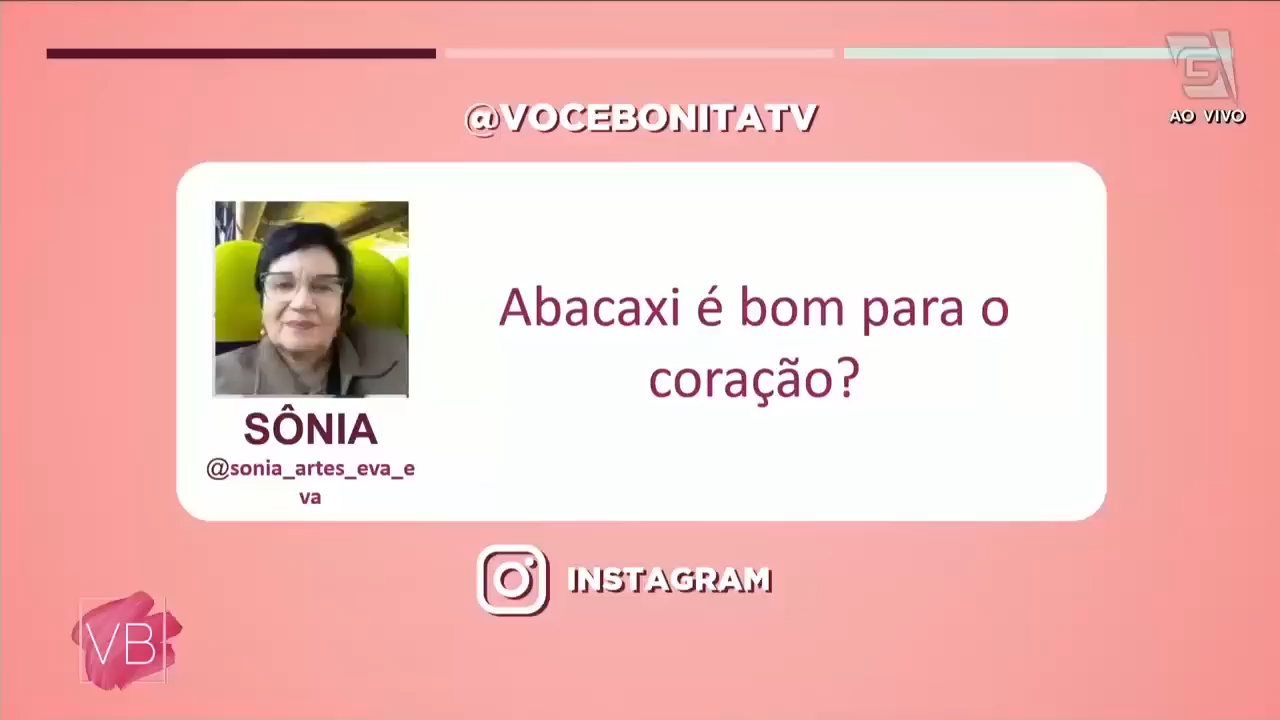 @VOCEBONITATV
AO VIVO
Abacaxi é bom para o
coração?
SÔNIA
@sonia_artes_eva_e
va
INSTAGRAM
VB